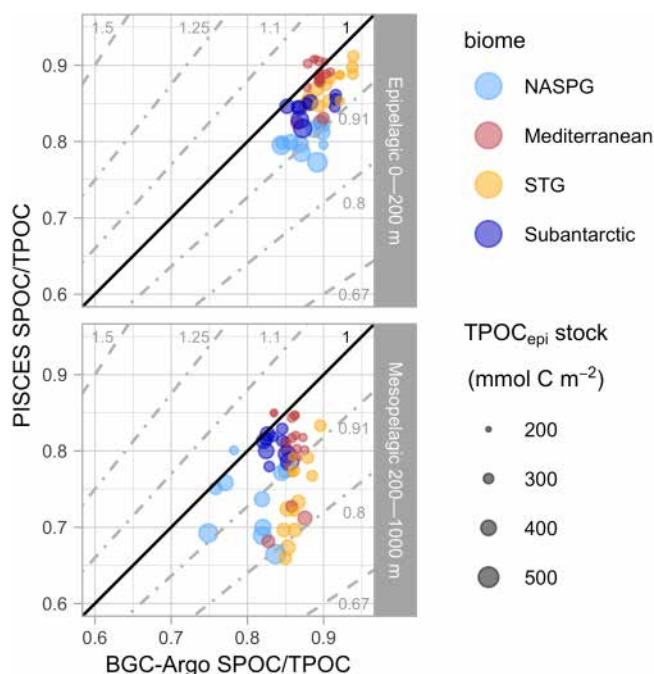 1.5 1.25 1.1 1
0.9
0.91
0.8
0.8
0.7
0.67
0.6
Epipelagic 0—200 m
1.5 1.25 1.1 1
0.9
0.91
0.8
0.8
0.7
0.67
0.6
Mesopelagic 200—1000 m
0.6 0.7 0.8 0.9
BGC-Argo SPOC/TPOC
PISCES SPOC/TPOC
biome
NASPG
Mediterranean
STG
Subantarctic
TPOCepi stock
(mmol C m−2)
200
300
400
500